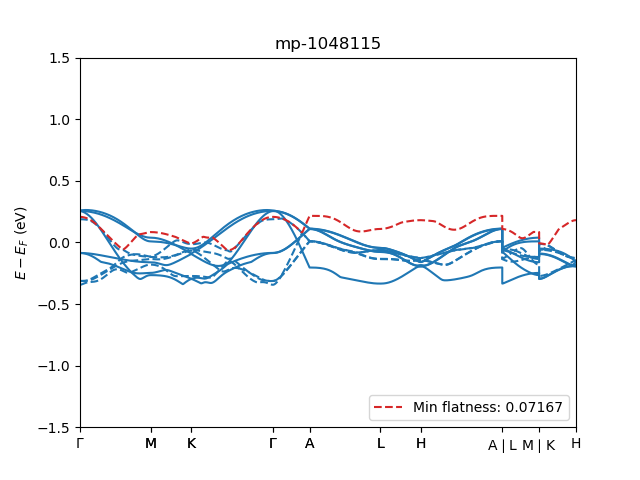 mp-1048115
E − E_F (eV)
1.5
1.0
0.5
0.0
−0.5
−1.0
−1.5
Min flatness: 0.07167
Γ M K Γ A L H A | L M | K H